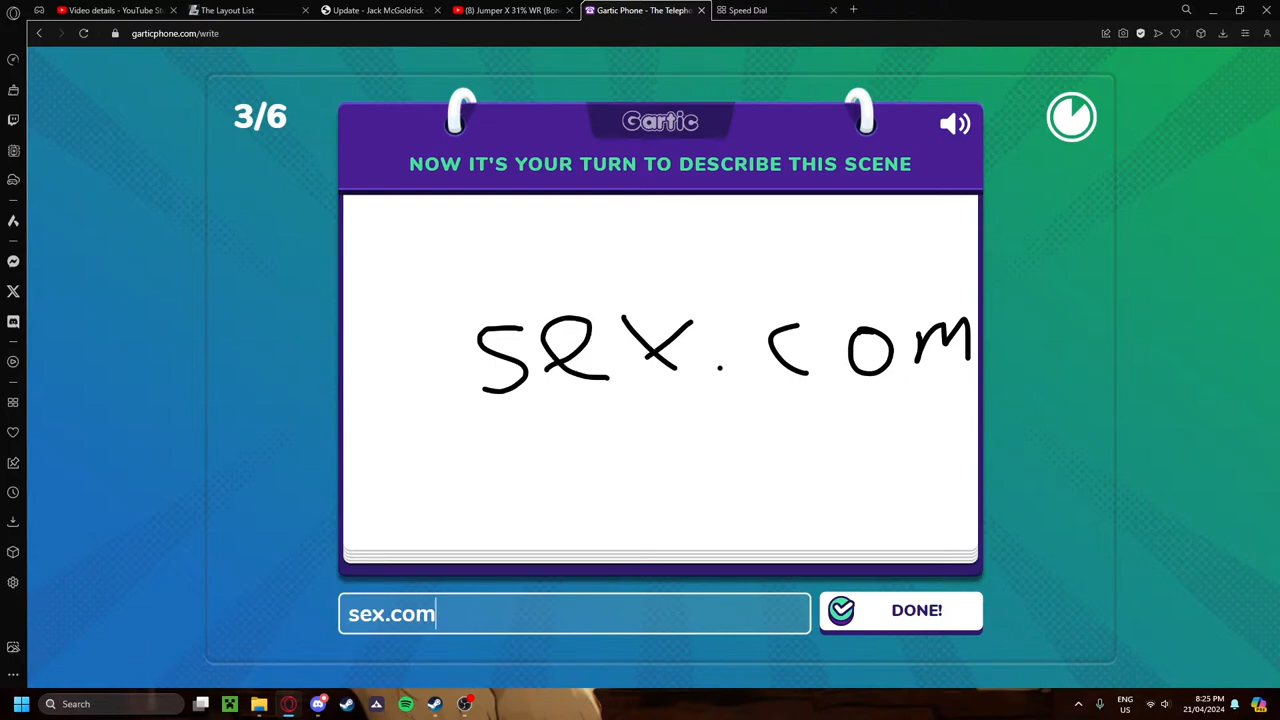 Video details - YouTube S
The Layout List
Update - Jack McGoldrick
(8) Jumper X 31% WR (Bon
Gartic Phone - The Teleph
Speed Dial
garticphone.com/write
3/6
Gartic
NOW IT'S YOUR TURN TO DESCRIBE THIS SCENE
sex.com
sex.com
DONE!
Search
ENG
US
8:25 PM
21/04/2024